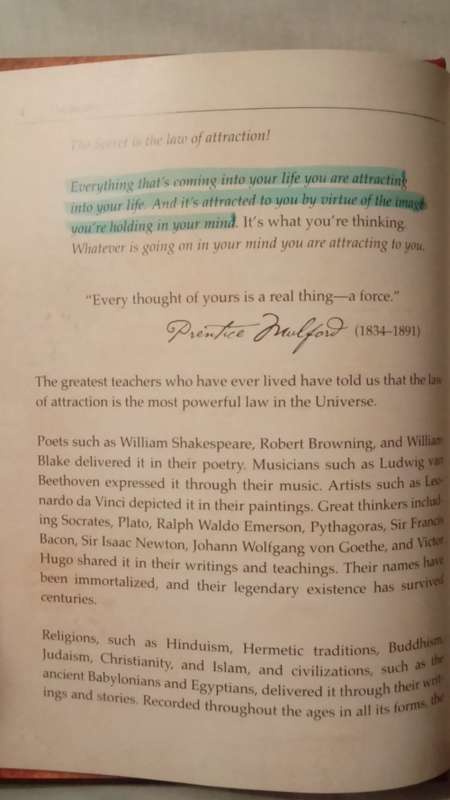 The Secret is the law of attraction!
Everything that's coming into your life you are attracting
into your life. And it's attracted to you by virtue of the images
you're holding in your mind. It's what you're thinking.
Whatever is going on in your mind you are attracting to you.
"Every thought of yours is a real thing—a force."
Prentice Mulford (1834–1891)
The greatest teachers who have ever lived have told us that the law
of attraction is the most powerful law in the Universe.
Poets such as William Shakespeare, Robert Browning, and William
Blake delivered it in their poetry. Musicians such as Ludwig van
Beethoven expressed it through their music. Artists such as Leo-
nardo da Vinci depicted it in their paintings. Great thinkers includ-
ing Socrates, Plato, Ralph Waldo Emerson, Pythagoras, Sir Francis
Bacon, Sir Isaac Newton, Johann Wolfgang von Goethe, and Victor
Hugo shared it in their writings and teachings. Their names have
been immortalized, and their legendary existence has survived
centuries.
Religions, such as Hinduism, Hermetic traditions, Buddhism,
Judaism, Christianity, and Islam, and civilizations, such as the
ancient Babylonians and Egyptians, delivered it through their writ-
ings and stories. Recorded throughout the ages in all its forms, the